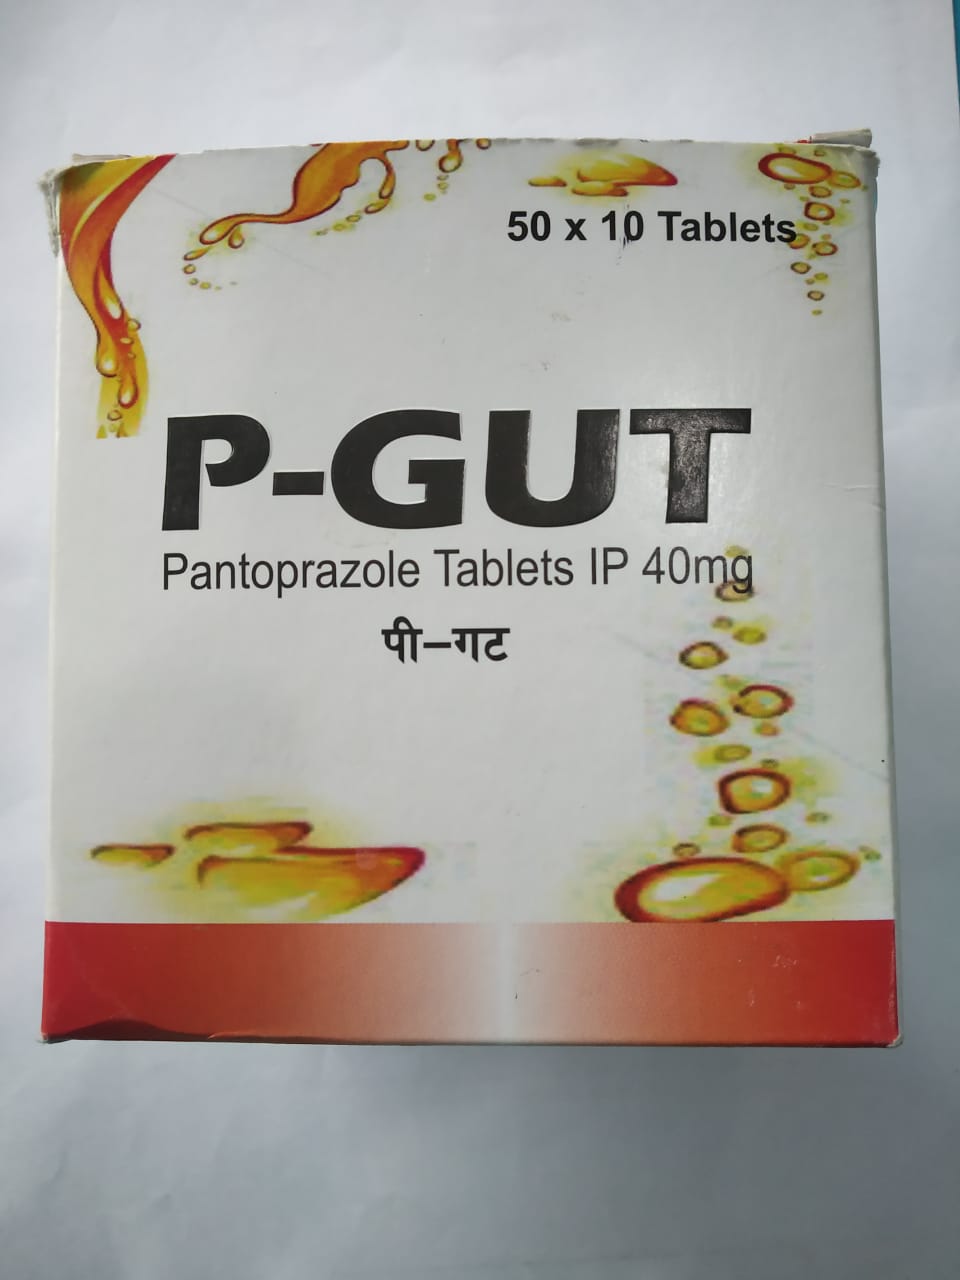 50 x 10 Tablets
P-GUT
Pantoprazole Tablets IP 40mg
पी-गट